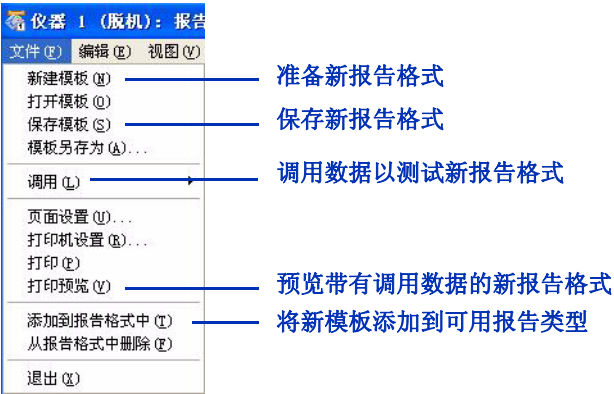 仪器 1 (脱机): 报告
文件(F) 编辑(E) 视图(V)
新建模板(N)
准备新报告格式
打开模板(O)
保存模板(S)
保存新报告格式
模板另存为(A)...
调用(L)
调用数据以测试新报告格式
页面设置(U)...
打印机设置(R)...
打印(P)
打印预览(V)
预览带有调用数据的新报告格式
添加到报告格式中(T)
将新模板添加到可用报告类型
从报告格式中删除(F)
退出(X)